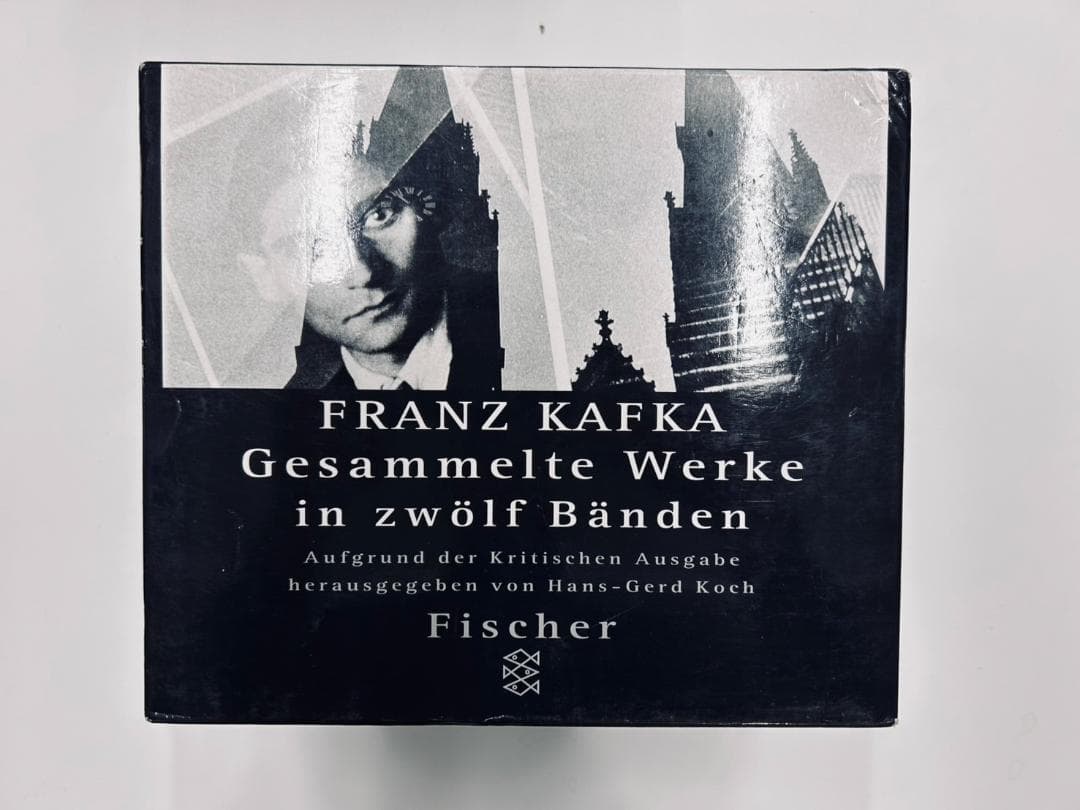 FRANZ KAFKA
Gesammelte Werke
in zwölf Bänden
Aufgrund der Kritischen Ausgabe
herausgegeben von Hans-Gerd Koch
Fischer